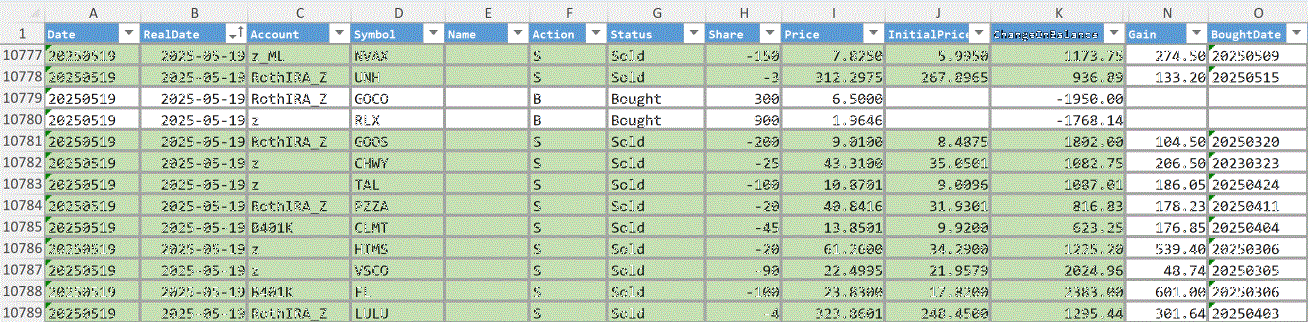 A B C D E F G H I J K N O
1 Date RealDate Account Symbol Name Action Status Share Price InitialPrice ChangeOnBalance Gain BoughtDate
10777 20250519 2025-05-19 z_ML NVAX S Sold -150 7.8250 5.9950 1173.75 274.50 20250509
10778 20250519 2025-05-19 RothIRA_Z UNH S Sold -3 312.2975 267.8965 936.89 133.20 20250515
10779 20250519 2025-05-19 RothIRA_Z GOCO B Bought 300 6.5000 -1950.00
10780 20250519 2025-05-19 z RLX B Bought 900 1.9646 -1768.14
10781 20250519 2025-05-19 RothIRA_Z GOOS S Sold -200 9.0100 8.4875 1802.00 104.50 20250320
10782 20250519 2025-05-19 z CHWY S Sold -25 43.3100 35.0501 1082.75 206.50 20230323
10783 20250519 2025-05-19 z TAL S Sold -100 10.8701 9.0096 1087.01 186.05 20250424
10784 20250519 2025-05-19 RothIRA_Z PZZA S Sold -20 40.8416 31.9301 816.83 178.23 20250411
10785 20250519 2025-05-19 B401K CLMT S Sold -45 13.8501 9.9200 623.25 176.85 20250404
10786 20250519 2025-05-19 z HIMS S Sold -20 61.2600 34.2900 1225.20 539.40 20250306
10787 20250519 2025-05-19 z VSCO S Sold -90 22.4995 21.9579 2024.96 48.74 20250305
10788 20250519 2025-05-19 B401K S Sold -100 23.8300 17.8200 2383.00 601.00 20250306
10789 20250519 2025-05-19 RothIRA_Z LULU S Sold -4 323.8601 248.4500 1295.44 301.64 20250403